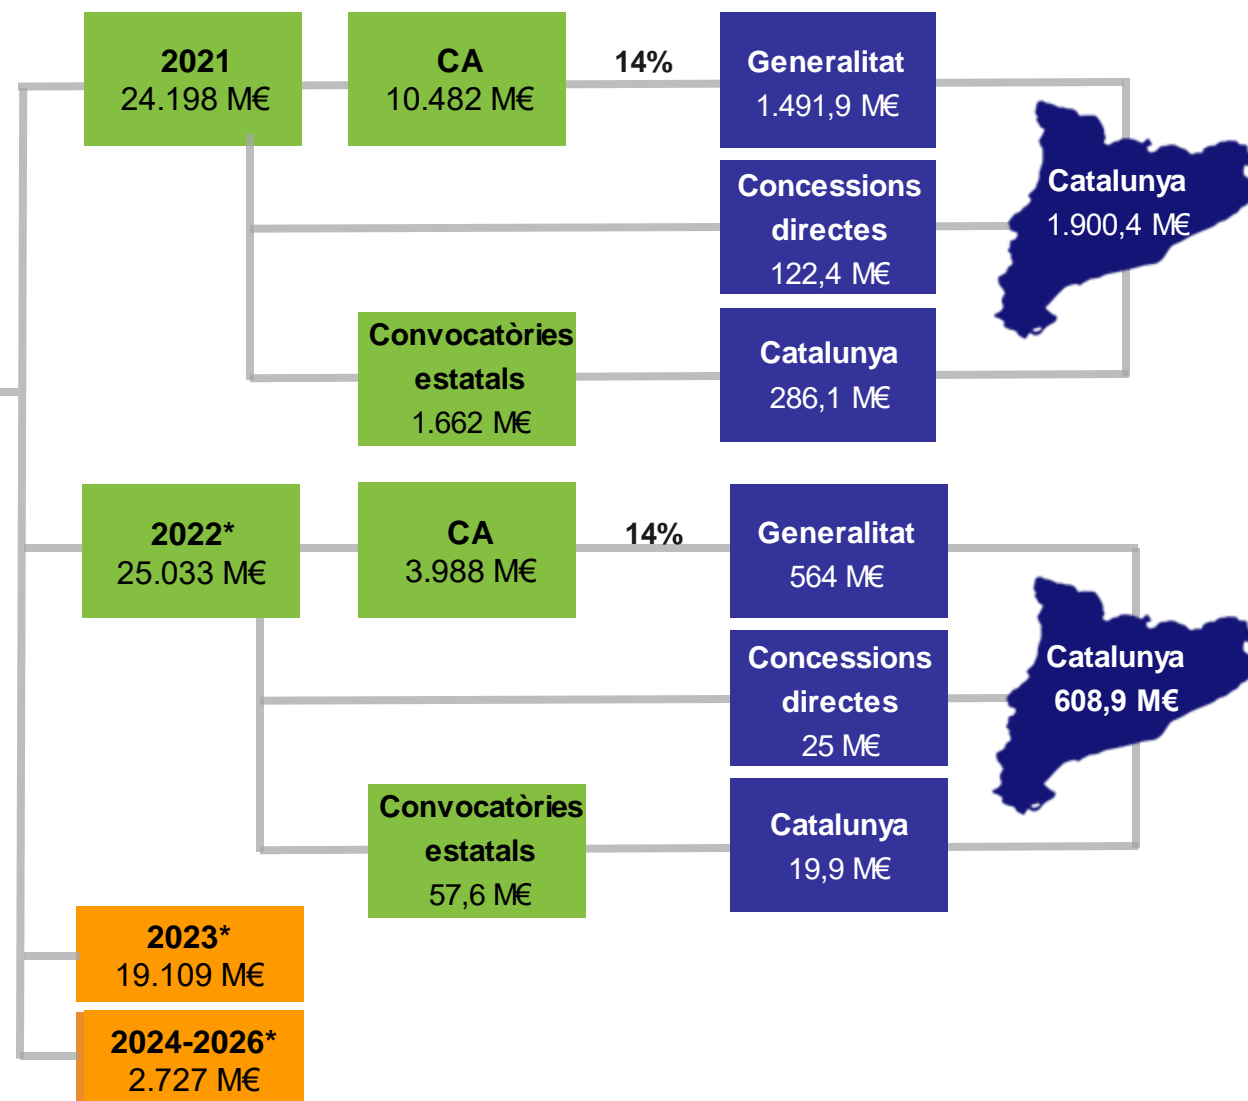 2021
24.198 M€
CA
10.482 M€
14%
Generalitat
1.491,9 M€
Concessions
directes
122,4 M€
Convocatòries
estatals
1.662 M€
Catalunya
286,1 M€
Catalunya
1.900,4 M€
2022*
25.033 M€
CA
3.988 M€
14%
Generalitat
564 M€
Concessions
directes
25 M€
Convocatòries
estatals
57,6 M€
Catalunya
19,9 M€
Catalunya
608,9 M€
2023*
19.109 M€
2024-2026*
2.727 M€